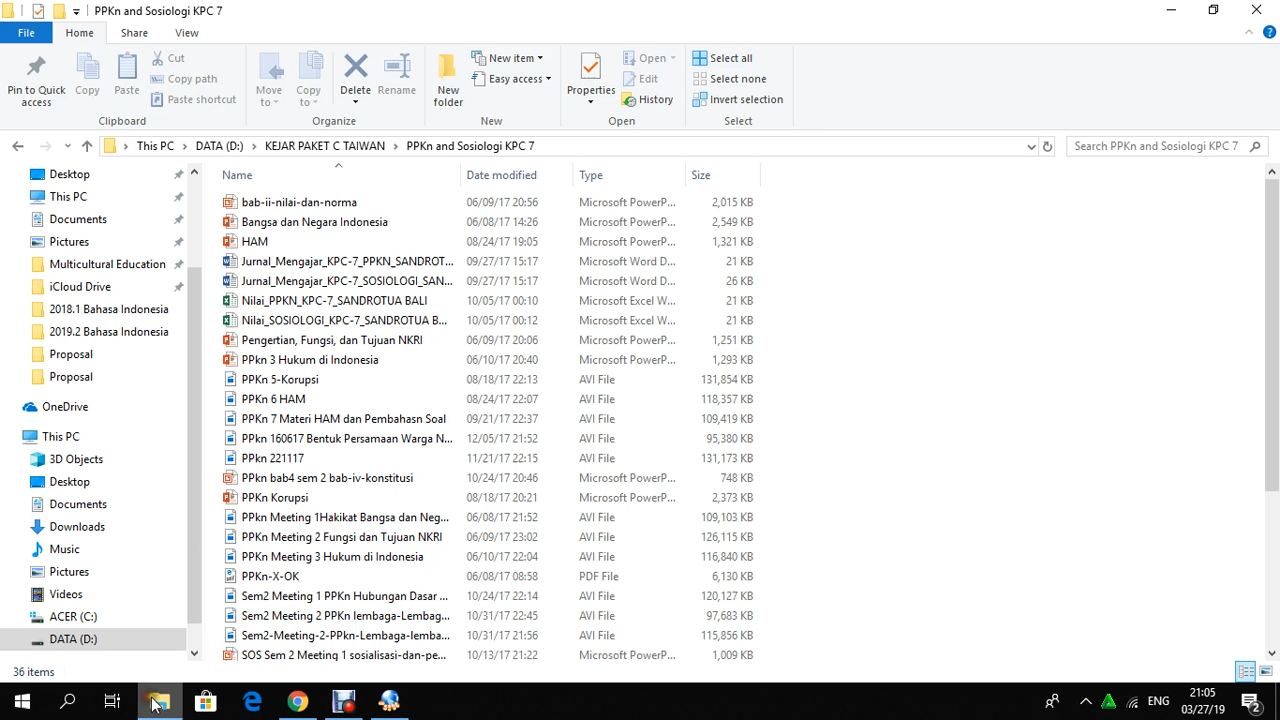 PPKn and Sosiologi KPC 7
File Home Share View
Pin to Quick access
Copy
Paste
Cut
Copy path
Paste shortcut
Move to
Copy to
Delete
Rename
New folder
New item
Easy access
Properties
Open
Edit
History
Select all
Select none
Invert selection
Clipboard Organize New Open Select
This PC DATA (D:) KEJAR PAKET C TAIWAN PPKn and Sosiologi KPC 7
Search PPKn and Sosiologi KPC 7
Desktop
This PC
Documents
Pictures
Multicultural Education
iCloud Drive
2018.1 Bahasa Indonesia
2019.2 Bahasa Indonesia
Proposal
Proposal
OneDrive
This PC
3D Objects
Desktop
Documents
Downloads
Music
Pictures
Videos
ACER (C:)
DATA (D:)
Name Date modified Type Size
bab-ii-nilai-dan-norma 06/09/17 20:56 Microsoft PowerP... 2,015 KB
Bangsa dan Negara Indonesia 06/08/17 14:26 Microsoft PowerP... 2,549 KB
HAM 08/24/17 19:05 Microsoft PowerP... 1,321 KB
Jurnal_Mengajar_KPC-7_PPKN_SANDROT... 09/27/17 15:17 Microsoft Word D... 21 KB
Jurnal_Mengajar_KPC-7_SOSIOLOGI_SAN... 09/27/17 15:17 Microsoft Word D... 26 KB
Nilai_PPKN_KPC-7_SANDROTUA BALI 10/05/17 00:10 Microsoft Excel W... 21 KB
Nilai_SOSIOLOGI_KPC-7_SANDROTUA B... 10/05/17 00:12 Microsoft Excel W... 21 KB
Pengertian, Fungsi, dan Tujuan NKRI 06/09/17 20:06 Microsoft PowerP... 1,251 KB
PPkn 3 Hukum di Indonesia 06/10/17 20:40 Microsoft PowerP... 1,293 KB
PPKn 5-Korupsi 08/18/17 22:13 AVI File 131,854 KB
PPKn 6 HAM 08/24/17 22:07 AVI File 118,357 KB
PPKn 7 Materi HAM dan Pembahasn Soal 09/21/17 22:37 AVI File 109,419 KB
PPkn 160617 Bentuk Persamaan Warga N... 12/05/17 21:52 AVI File 95,380 KB
PPkn 221117 11/21/17 22:15 AVI File 131,173 KB
PPkn bab4 sem 2 bab-iv-konstitusi 10/24/17 20:46 Microsoft PowerP... 748 KB
PPKn Korupsi 08/18/17 20:21 Microsoft PowerP... 2,373 KB
PPkn Meeting 1Hakikat Bangsa dan Neg... 06/08/17 21:52 AVI File 109,103 KB
PPKn Meeting 2 Fungsi dan Tujuan NKRI 06/09/17 23:02 AVI File 126,115 KB
PPKn Meeting 3 Hukum di Indonesia 06/10/17 22:04 AVI File 116,840 KB
PPKn-X-OK 06/08/17 08:58 PDF File 6,130 KB
Sem2 Meeting 1 PPKn Hubungan Dasar ... 10/24/17 22:14 AVI File 120,127 KB
Sem2 Meeting 2 PPKn lembaga-Lembag... 10/31/17 22:45 AVI File 97,683 KB
Sem2-Meeting-2-PPkn-Lembaga-lemba... 10/31/17 21:56 AVI File 115,856 KB
SOS Sem 2 Meeting 1 sosialisasi-dan-pe... 10/13/17 21:22 Microsoft PowerP... 1,009 KB
36 items
ENG
21:05
03/27/19
2